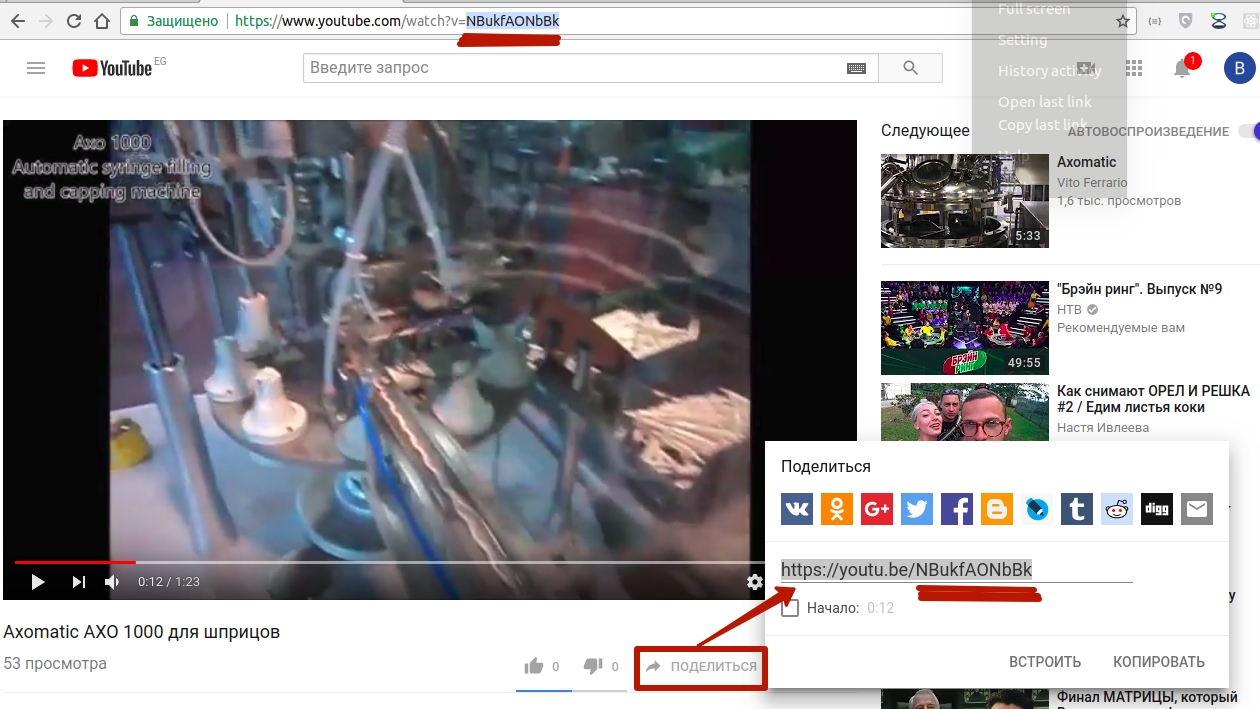 Защищено
https://www.youtube.com/watch?v=NBukfAONbBk
YouTube EG
Введите запрос
1
B
Full screen
Setting
History activity
Open last link
Copy last link
Help
Axo 1000
Automatic syringe filling
and capping machine
0:12 / 1:23
Axomatic AXO 1000 для шприцов
53 просмотра
0
0
ПОДЕЛИТЬСЯ
Следующее
АВТОВОСПРОИЗВЕДЕНИЕ
5:33
Axomatic
Vito Ferrario
1,6 тыс. просмотров
БРЭЙН
РИНГ
49:55
"Брэйн ринг". Выпуск №9
НТВ
Рекомендуемые вам
Как снимают ОРЕЛ И РЕШКА
#2 / Едим листья коки
Настя Ивлеева
Поделиться
G+
digg
https://youtu.be/NBukfAONbBk
Начало: 0:12
ВСТРОИТЬ
КОПИРОВАТЬ
Финал МАТРИЦЫ, который